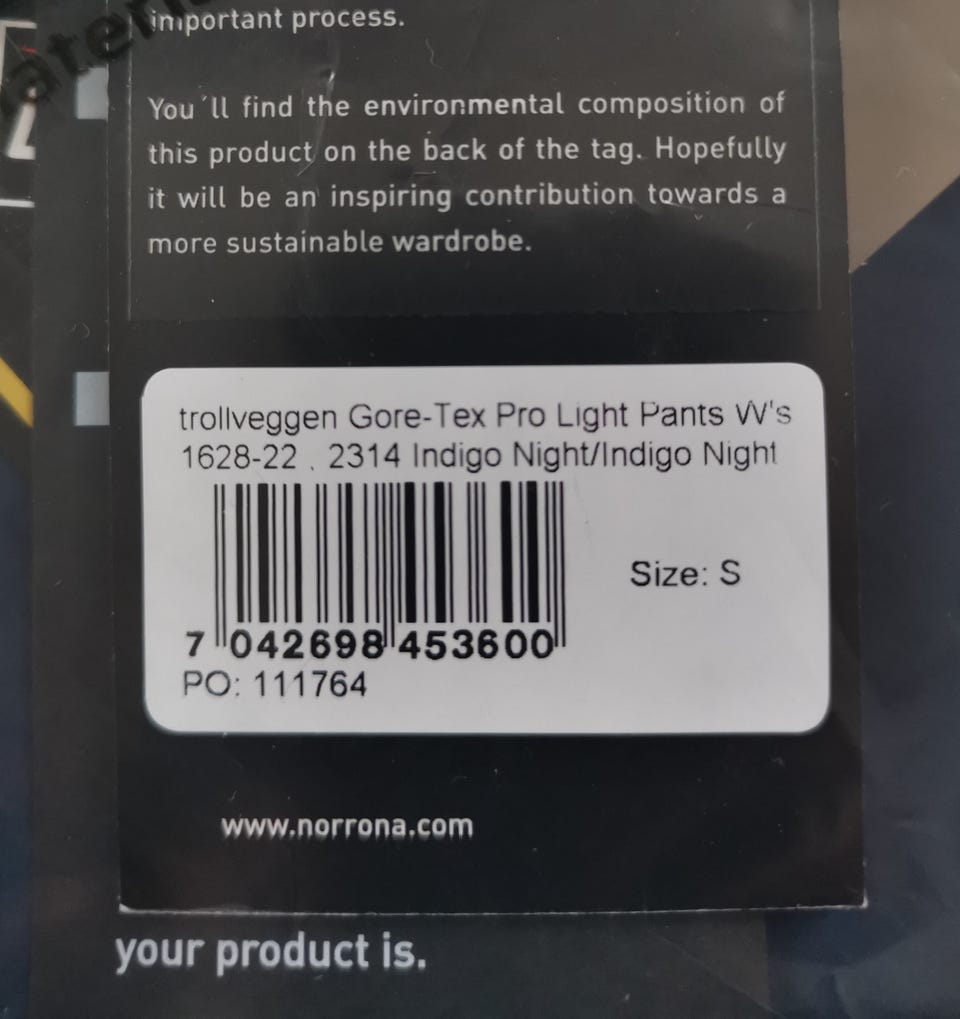 important process.
You´ll find the environmental composition of
this product on the back of the tag. Hopefully
it will be an inspiring contribution towards a
more sustainable wardrobe.
trollveggen Gore-Tex Pro Light Pants W's
1628-22 . 2314 Indigo Night/Indigo Night
Size: S
7 042698 453600
PO: 111764
www.norrona.com
your product is.